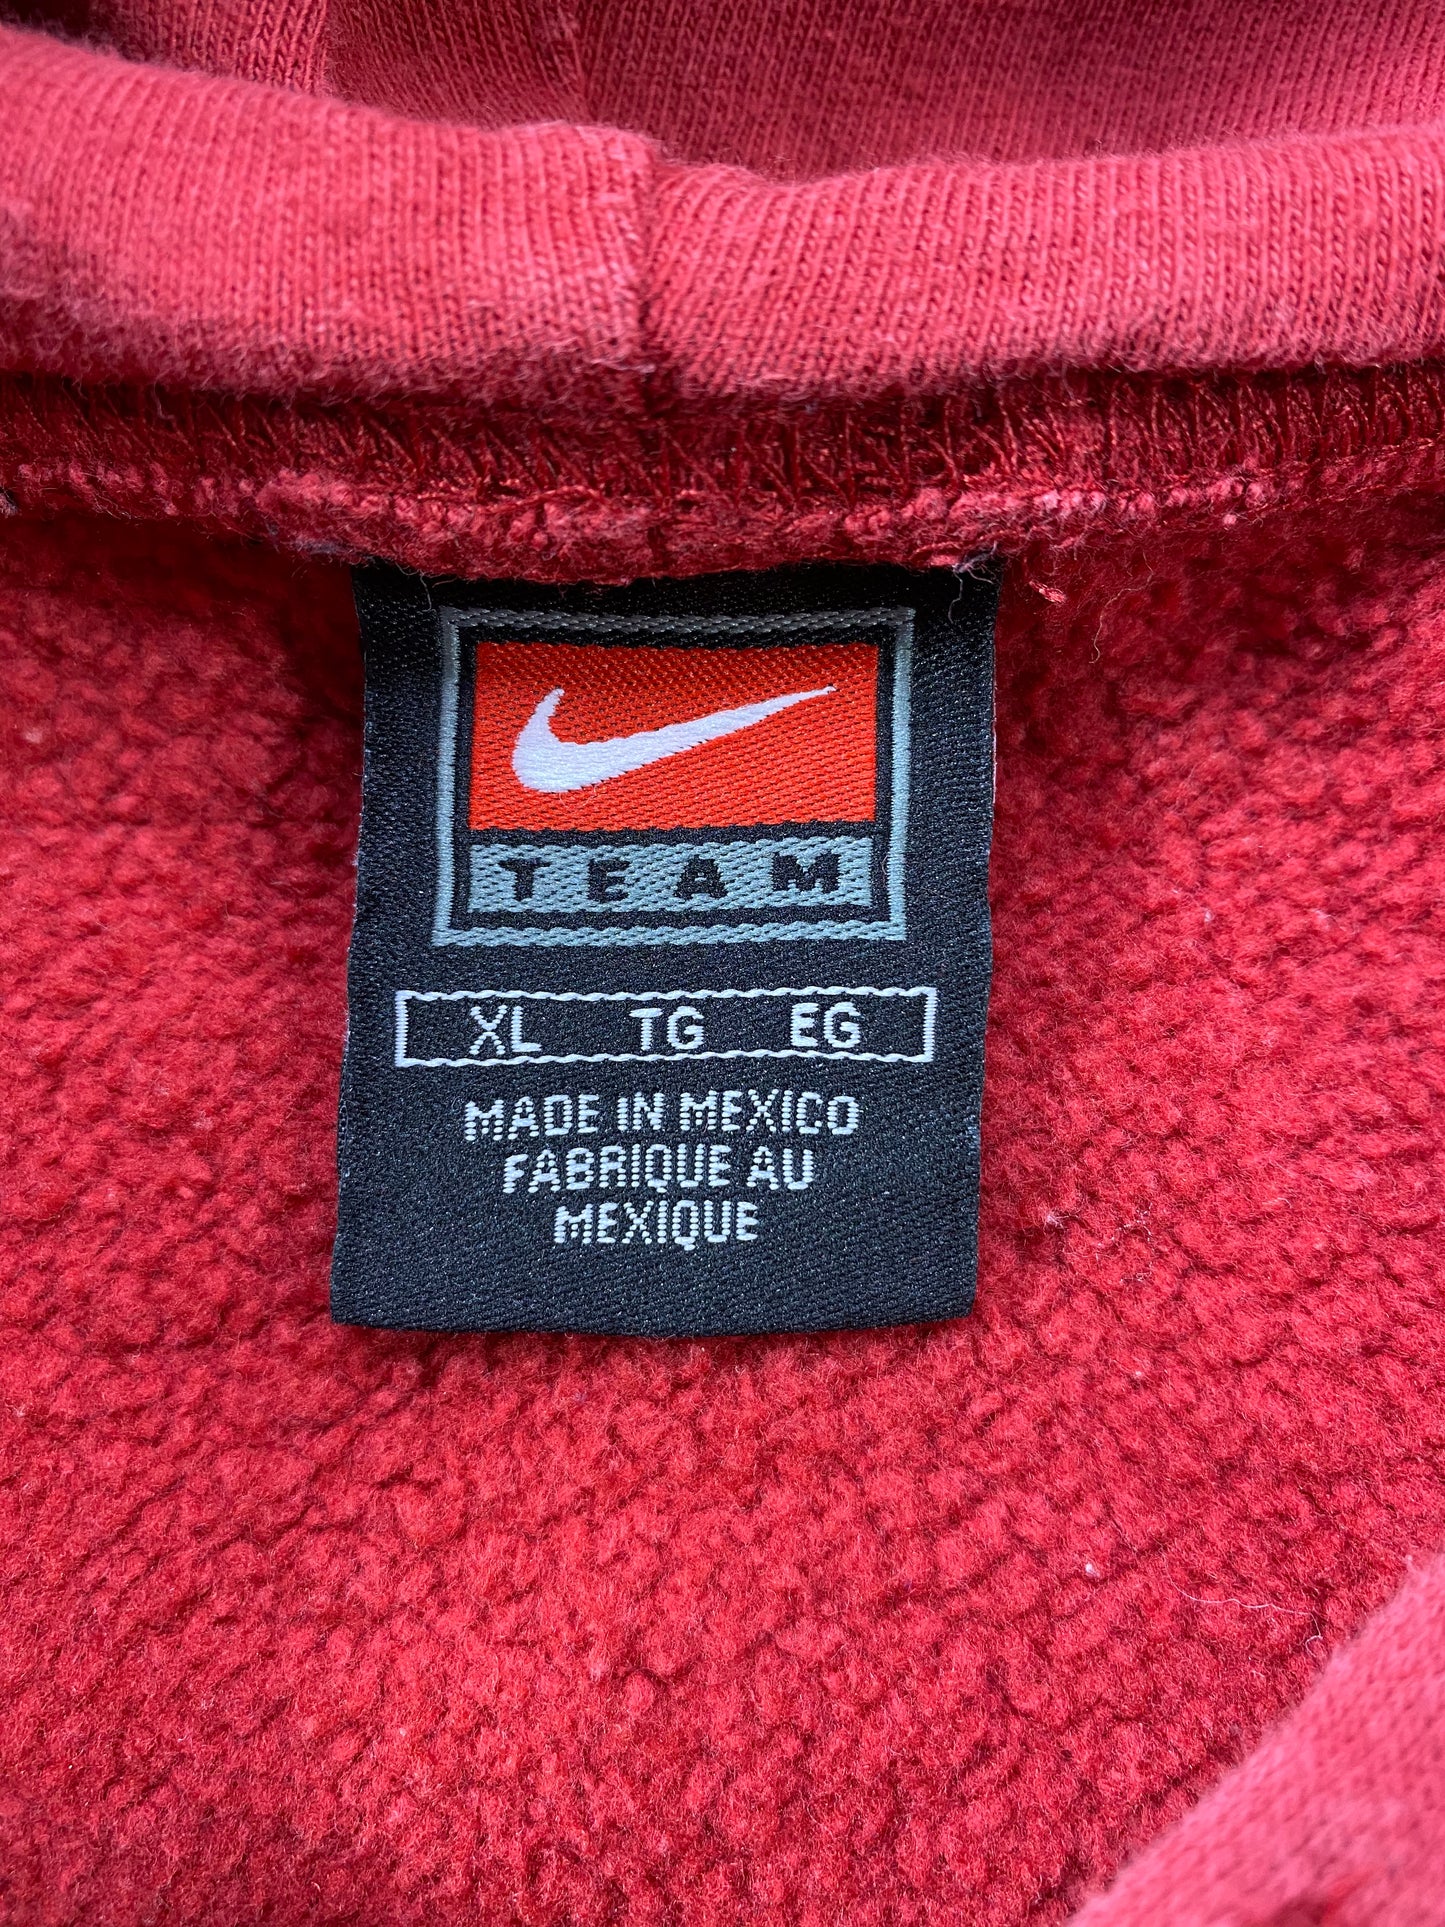 TEAM
XL TG EG
MADE IN MEXICO
FABRIQUE AU
MEXIQUE